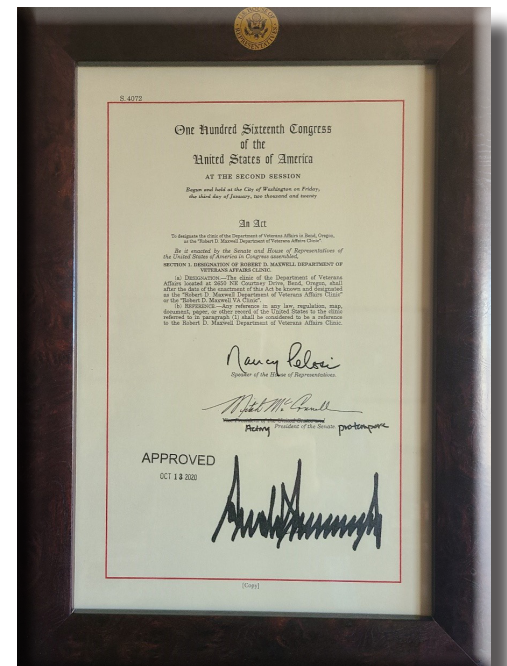 HOUSE OF
REPRESENTATIVES
S. 4072
One Hundred Sixteenth Congress
of the
United States of America
AT THE SECOND SESSION
Begun and held at the City of Washington on Friday,
the third day of January, two thousand and twenty
An Act
To designate the clinic of the Department of Veterans Affairs in Bend, Oregon,
as the "Robert D. Maxwell Department of Veterans Affairs Clinic".
Be it enacted by the Senate and House of Representatives of
the United States of America in Congress assembled,
SECTION 1. DESIGNATION OF ROBERT D. MAXWELL DEPARTMENT OF
VETERANS AFFAIRS CLINIC.
(a) DESIGNATION.—The clinic of the Department of Veterans
Affairs located at 2650 NE Courtney Drive, Bend, Oregon, shall
after the date of the enactment of this Act be known and designated
as the "Robert D. Maxwell Department of Veterans Affairs Clinic"
or the "Robert D. Maxwell VA Clinic".
(b) REFERENCE.—Any reference in any law, regulation, map,
document, paper, or other record of the United States to the clinic
referred to in paragraph (1) shall be considered to be a reference
to the Robert D. Maxwell Department of Veterans Affairs Clinic.
Nancy Pelosi
Speaker of the House of Representatives.
Mitch McConnell
Vice President of the United States and
Acting President of the Senate pro tempore
APPROVED
OCT 13 2020
[Copy]